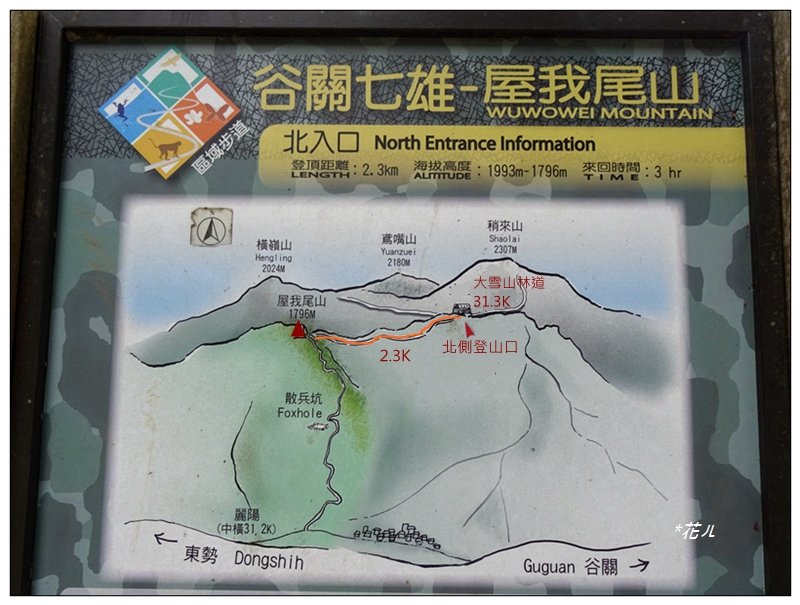 谷關七雄-屋我尾山
WUWOWEI MOUNTAIN
區域步道
北入口 North Entrance Information
登頂距離 LENGTH : 2.3km 海拔高度 ALTITUDE : 1993m-1796m 來回時間 TIME : 3 hr
橫嶺山
Hengling
2024M
鳶嘴山
Yuanzuei
2180M
稍來山
Shaolai
2307M
大雪山林道
31.3K
屋我尾山
1796M
北側登山口
2.3K
散兵坑
Foxhole
麗陽
(中橫31.2K)
*花ㄦ
東勢 Dongshih
Guguan 谷關